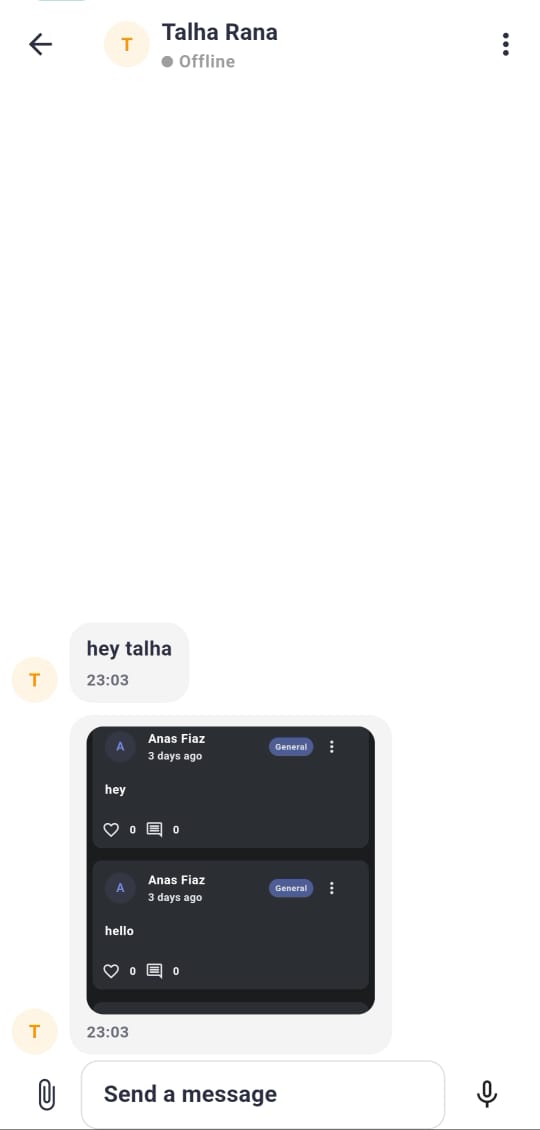 T
Talha Rana
Offline
hey talha
23:03
T
A
Anas Fiaz
3 days ago
General
hey
0
0
A
Anas Fiaz
3 days ago
General
hello
0
0
23:03
T
Send a message